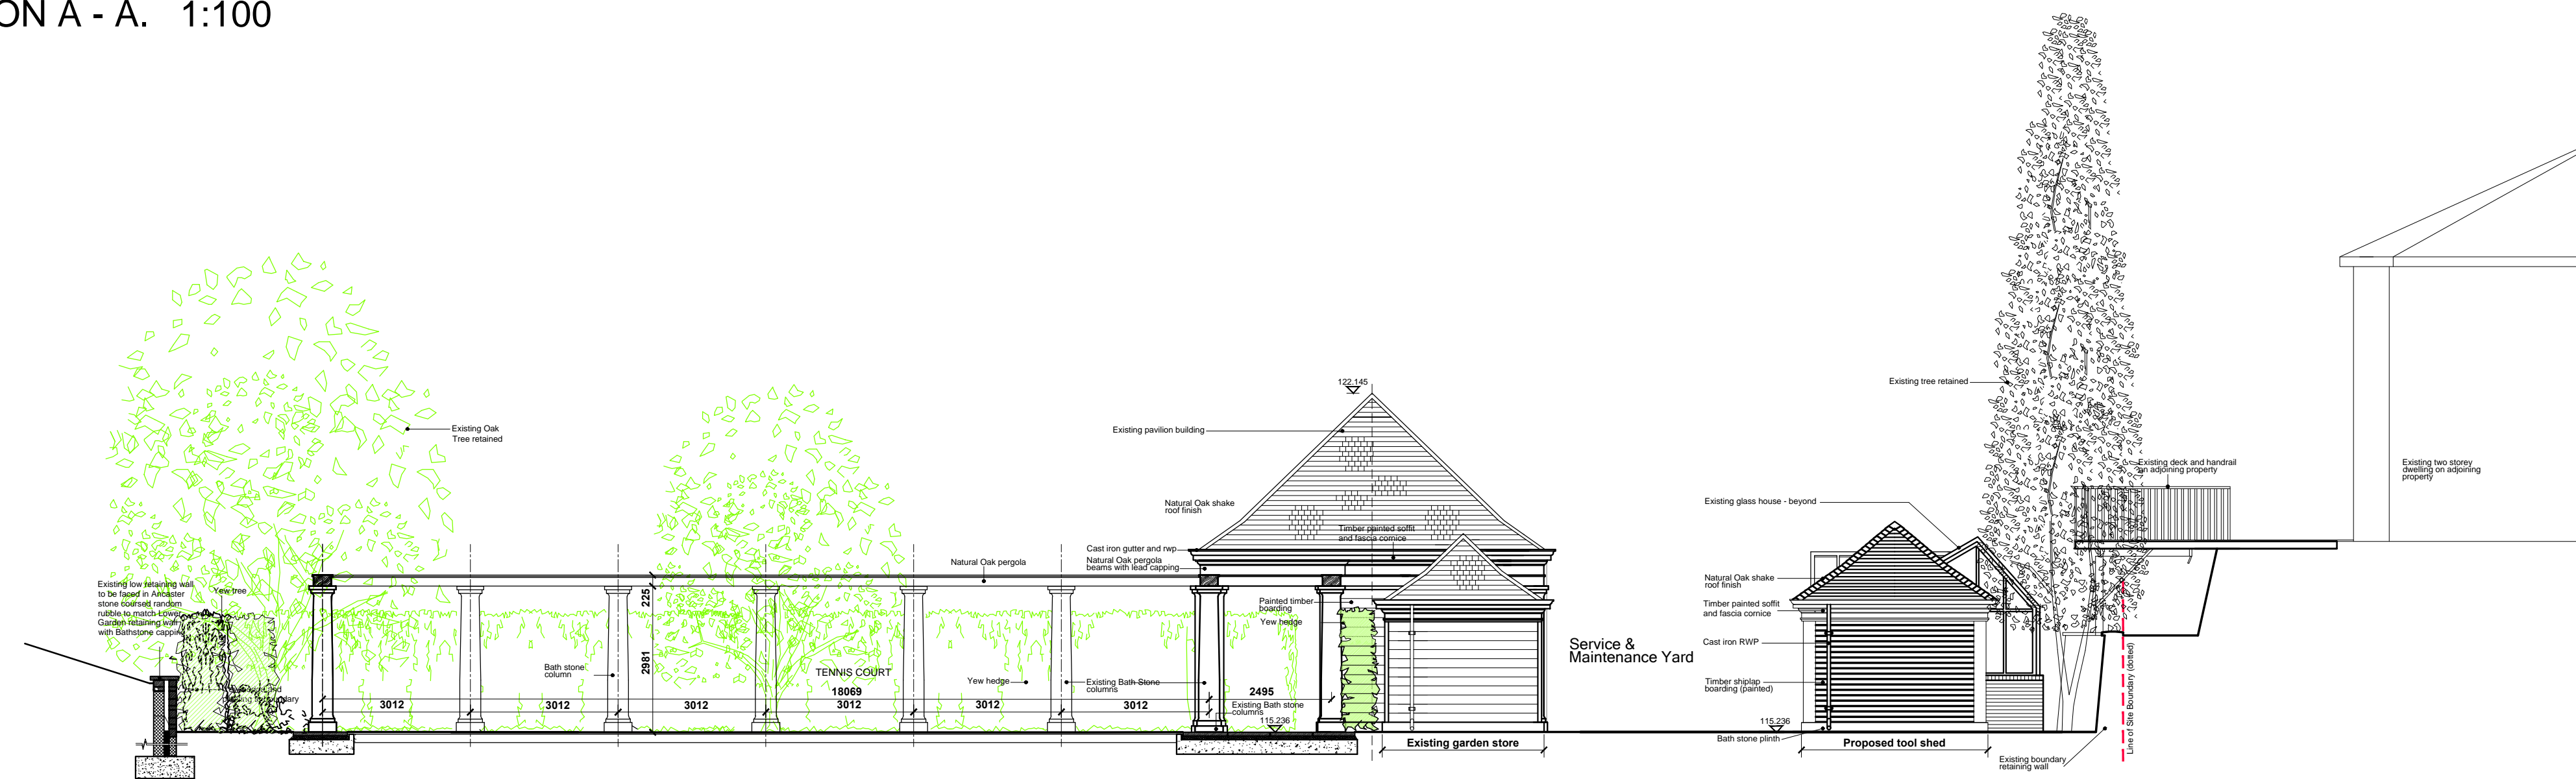 ON A - A. 1:100
Existing Oak
Tree retained
Existing low retaining wall
to be faced in Ancaster
stone coursed random
rubble to match Lower
Garden retaining wall
with Bathstone capping
Yew tree
and
3012
3012
3012
3012
3012
3012
18069
TENNIS COURT
225
2981
Bath stone
column
Natural Oak pergola
Yew hedge
Existing Bath Stone
columns
2495
Existing Bath stone
columns
115.236
122.145
Existing pavilion building
Natural Oak shake
roof finish
Timber painted soffit
and fascia cornice
Cast iron gutter and rwp
Natural Oak pergola
beams with lead capping
Painted timber
boarding
Yew hedge
Existing garden store
Service &
Maintenance Yard
Existing tree retained
Existing glass house - beyond
Natural Oak shake
roof finish
Timber painted soffit
and fascia cornice
Cast iron RWP
Timber shiplap
boarding (painted)
115.236
Bath stone plinth
Proposed tool shed
Existing boundary
retaining wall
Line of Site Boundary (dotted)
Existing deck and handrail
on adjoining property
Existing two storey
dwelling on adjoining
property